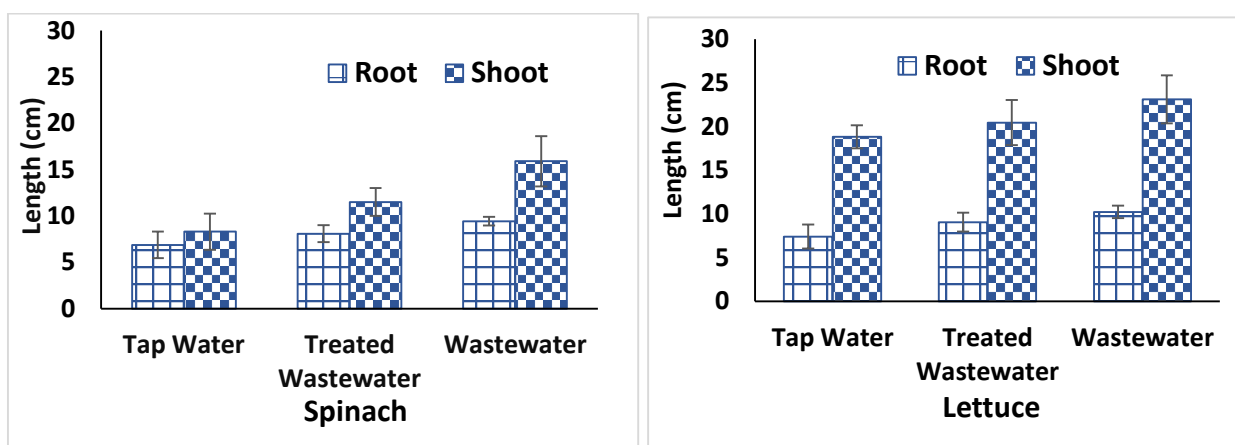 30
25
20
15
10
5
0
Length (cm)
Root Shoot
Tap Water Treated Wastewater
Wastewater
Spinach
30
25
20
15
10
5
0
Length (cm)
Root Shoot
Tap Water Treated Wastewater
Wastewater
Lettuce